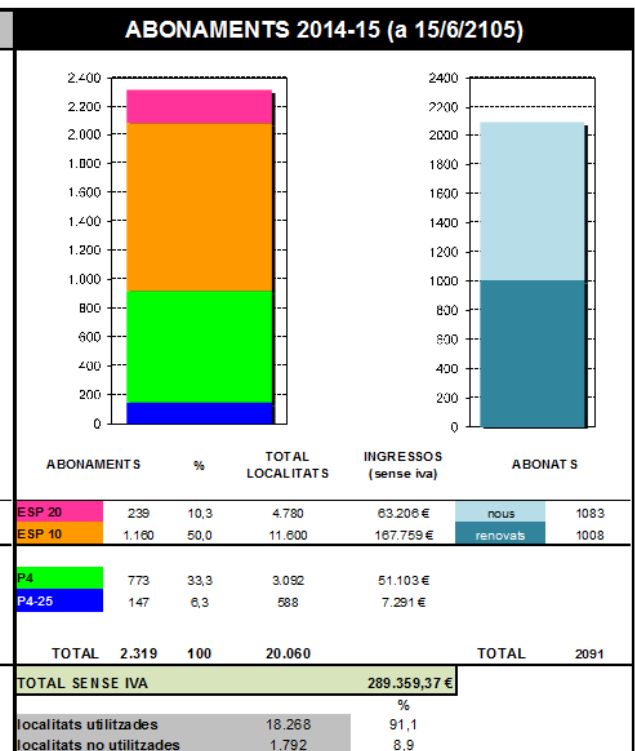 ABONAMENTS 2014-15 (a 15/6/2105)
2.400 2400
2.200 2200
2.000 2000
1.800 1800
1.600 1600
1.400 1400
1.200 1200
1.000 1000
800 800
600 600
400 400
200 200
0 0
ABONAMENTS % TOTAL LOCALITATS INGRESSOS (sense iva) ABONATS
ESP 20 239 10,3 4.780 63.206 € nous 1083
ESP 10 1.160 50,0 11.600 167.759 € renovats 1008
P4 773 33,3 3.092 51.103 €
P4-25 147 6,3 588 7.291 €
TOTAL 2.319 100 20.060 TOTAL 2091
TOTAL SENSE IVA 289.359,37 €
%
localitats utilitzades 18.268 91,1
localitats no utilitzades 1.792 8,9